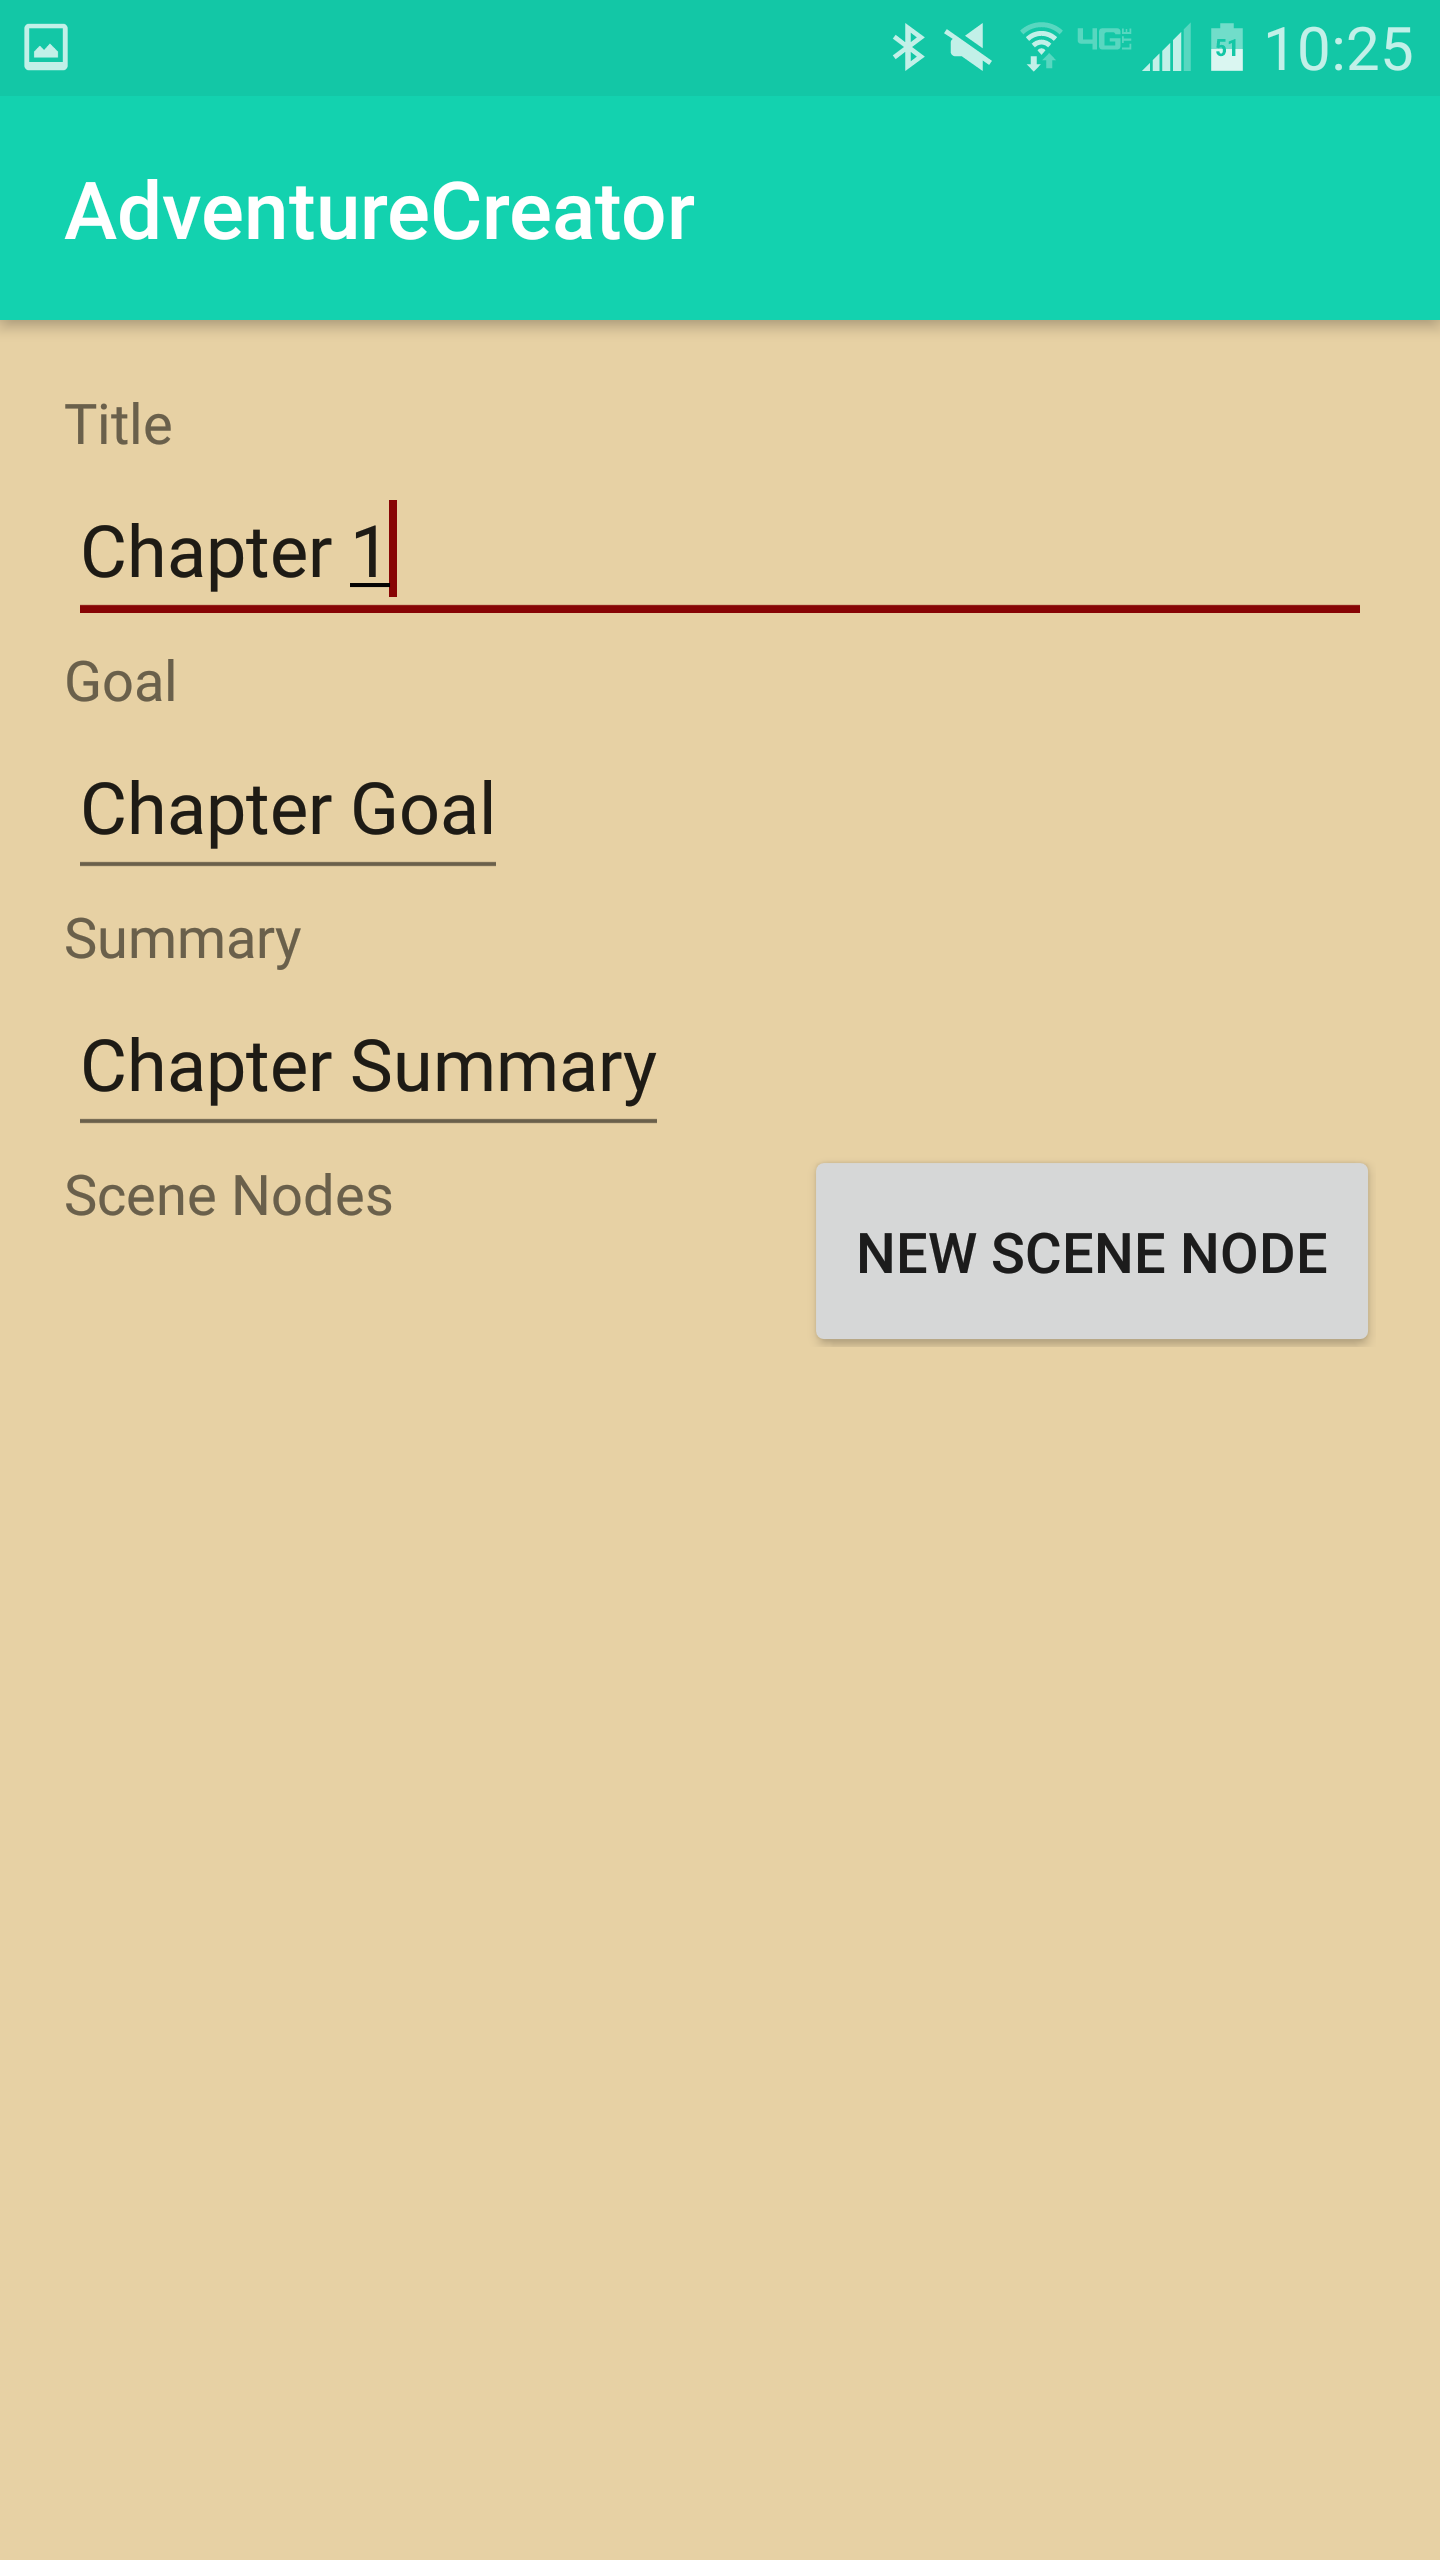 4G LTE 51 10:25
AdventureCreator
Title
Chapter 1
Goal
Chapter Goal
Summary
Chapter Summary
Scene Nodes
NEW SCENE NODE